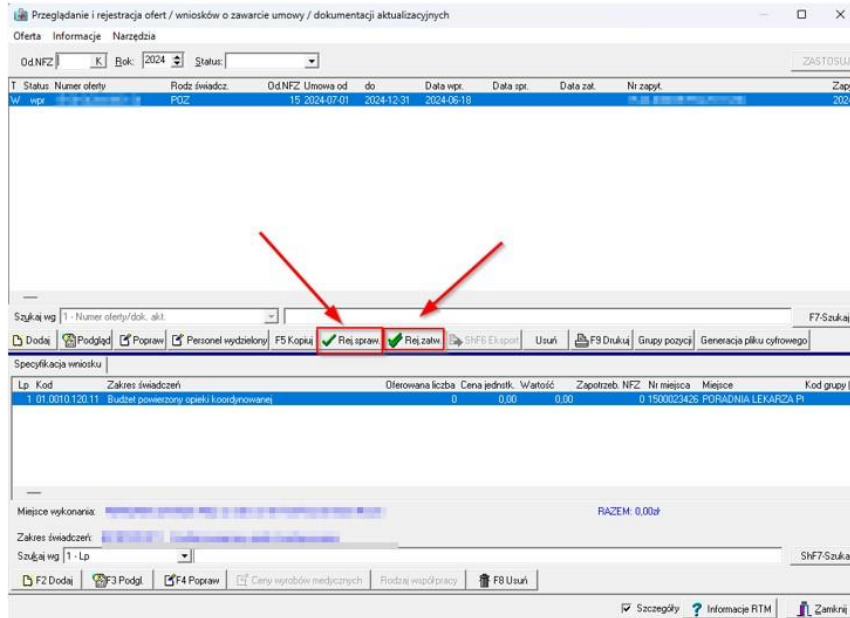 Przeglądanie i rejestracja ofert / wniosków o zawarcie umowy / dokumentacji aktualizacyjnych
Oferta Informacje Narzędzia
Od.NFZ K Rok: 2024 Status: ZASTOSUJ
T Status Numer oferty Rodz świadcz. Od.NFZ Umowa od do Data wpr. Data spr. Data zat. Nr zapyt. Zap
W wpr POZ 15 2024-07-01 2024-12-31 2024-06-18 202
Szukaj wg 1 - Numer oferty/dok. akt. F7-Szukaj
Dodaj Podgląd Popraw Personel wydzielony F5 Kopiuj Rej.spraw. Rej.zatw. ShF6 Eksport Usuń F9 Drukuj Grupy pozycji Generacja pliku cyfrowego
Specyfikacja wniosku
Lp Kod Zakres świadczeń Oferowana liczba Cena jednstk. Wartość Zapotrzeb. NFZ Nr miejsca Miejsce Kod grupy
1 01.0010.120.11 Budżet powierzony opieki koordynowanej 0 0,00 0,00 0 1500023426 PORADNIA LEKARZA
Miejsce wykonania: RAZEM: 0,00zł
Zakres świadczeń:
Szukaj wg 1 - Lp ShF7-Szuka
F2 Dodaj F3 Podgl. F4 Popraw Ceny wyrobów medycznych Rodzaj współpracy F8 Usuń
Szczegóły Informacje RTM Zamknij